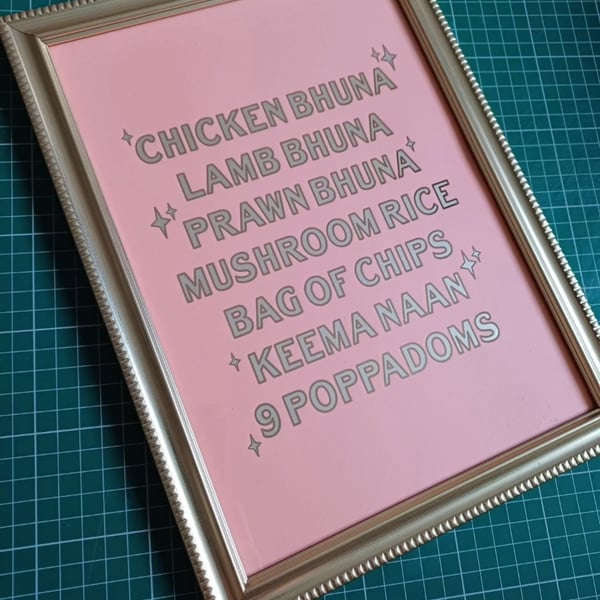 CHICKEN BHUNA
LAMB BHUNA
PRAWN BHUNA
MUSHROOM RICE
BAG OF CHIPS
KEEMA NAAN
9 POPPADOMS